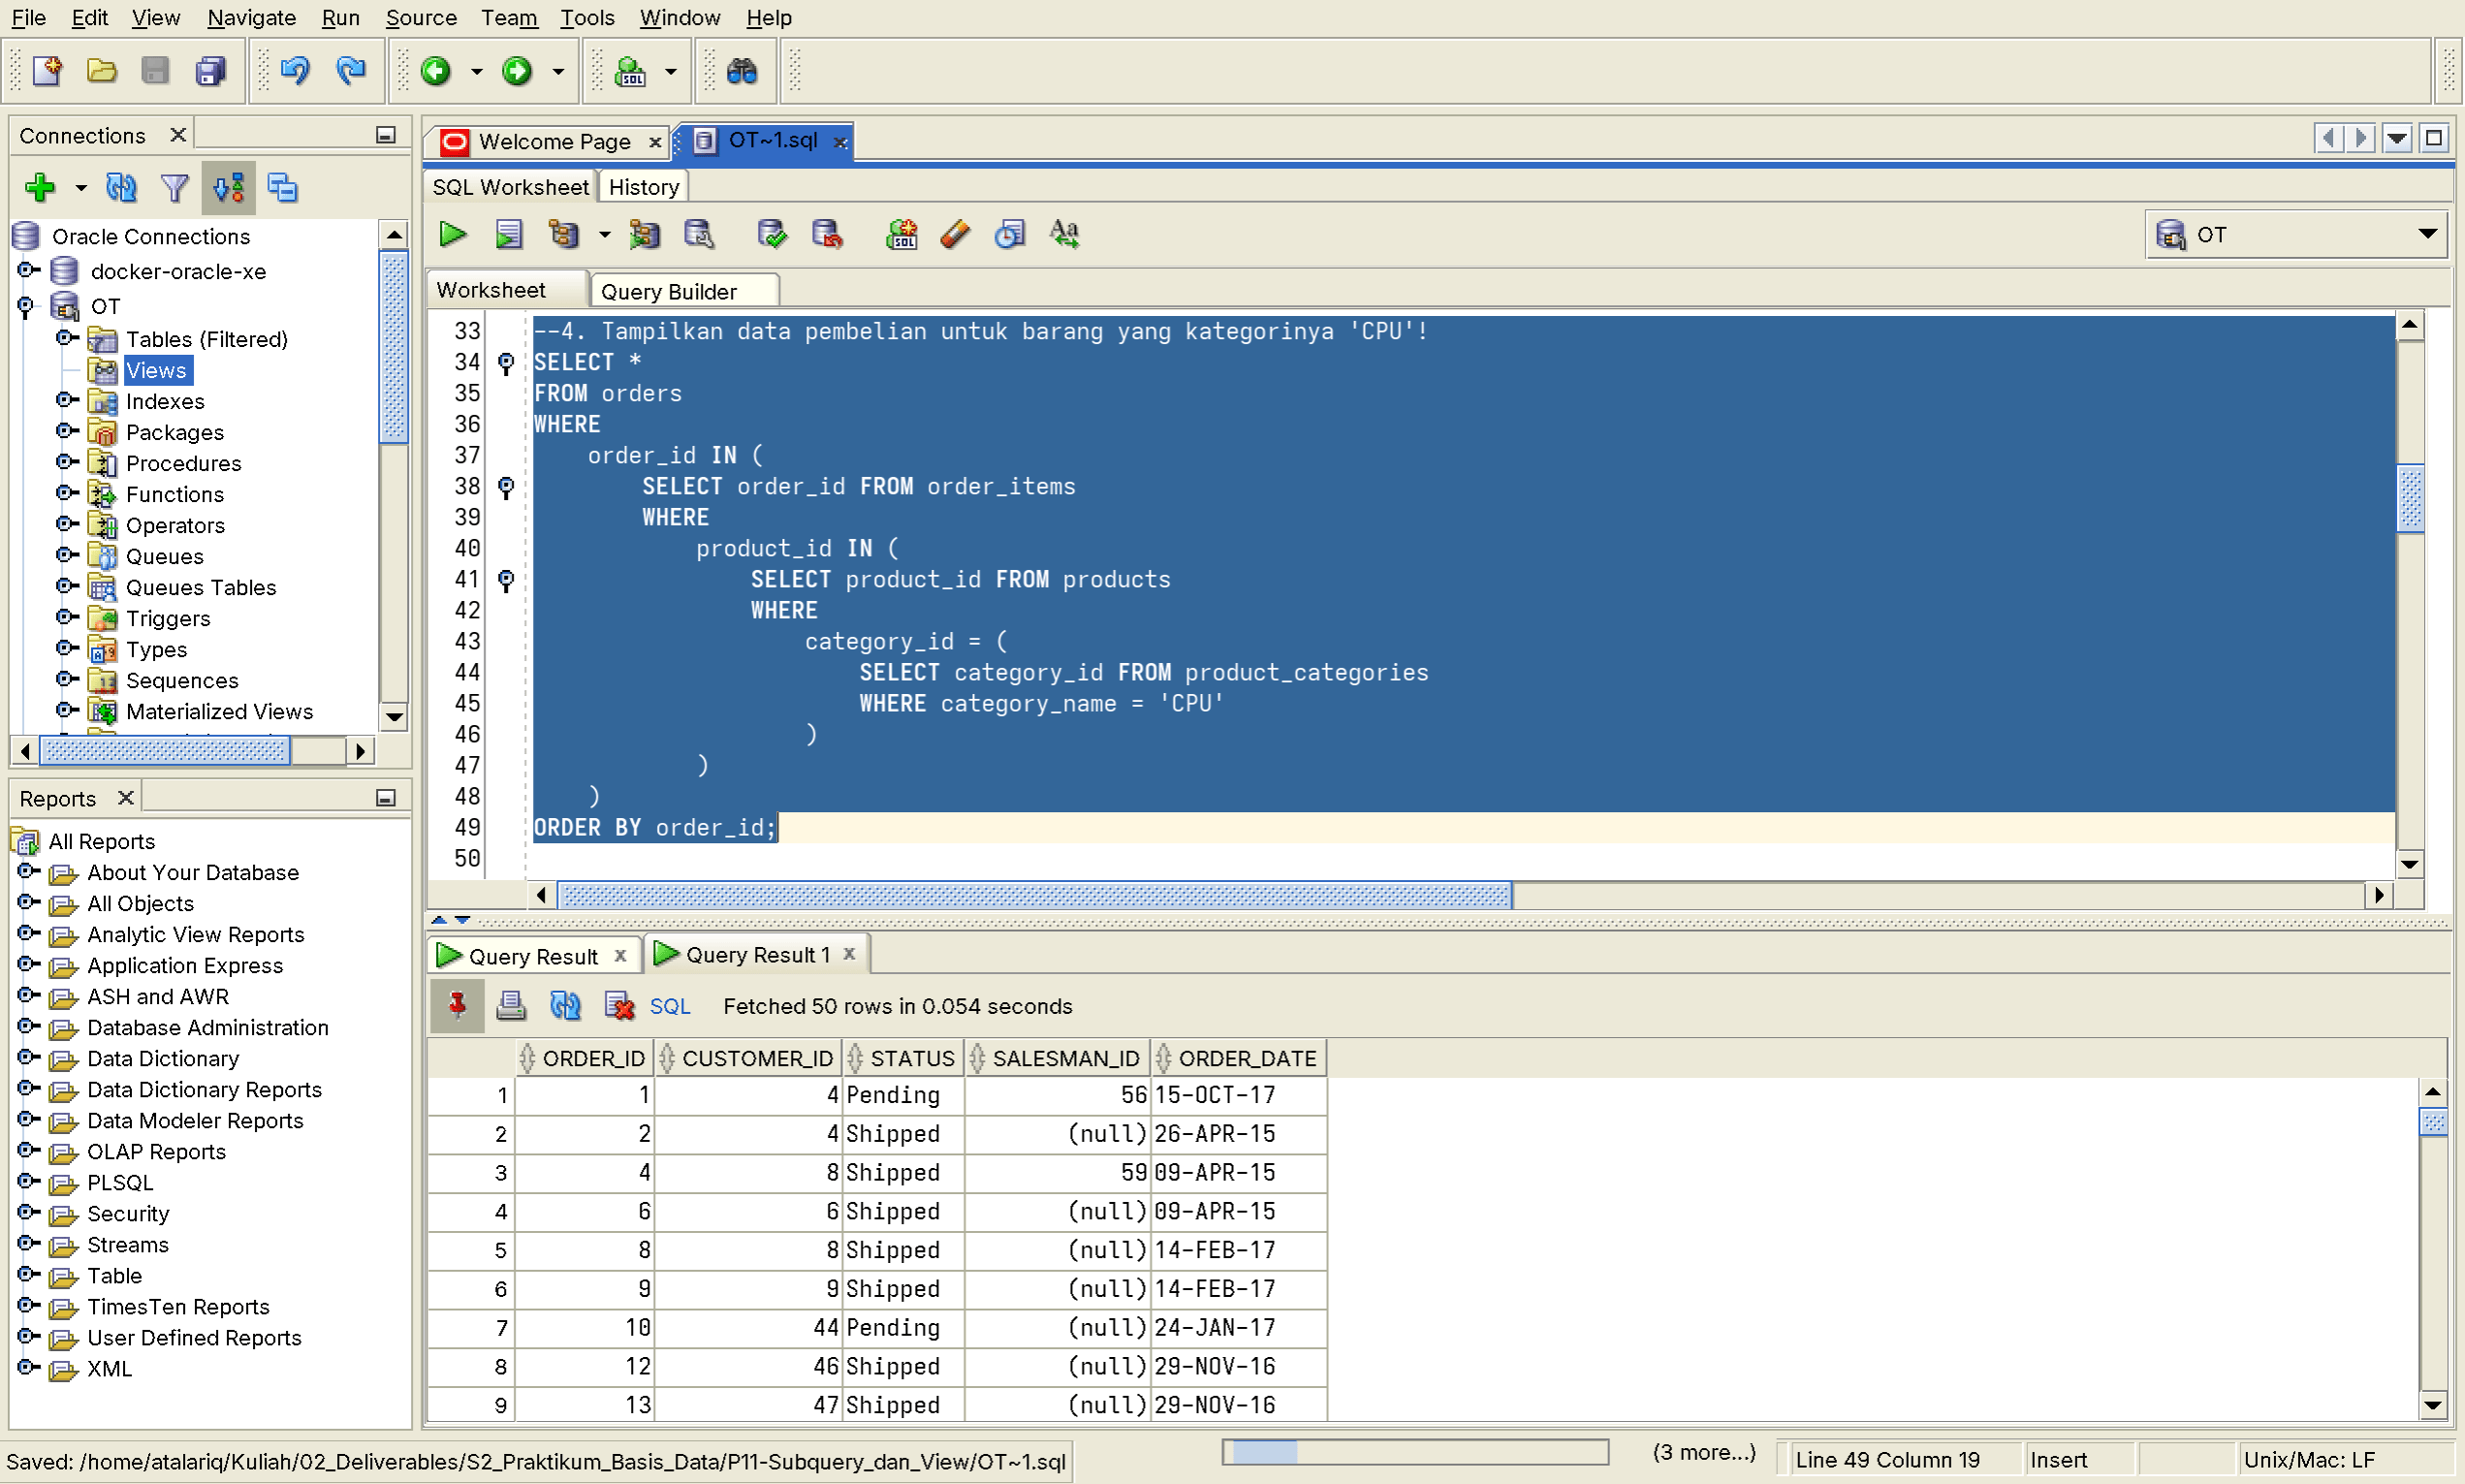 File Edit View Navigate Run Source Team Tools Window Help
Connections
Oracle Connections
docker-oracle-xe
OT
Tables (Filtered)
Views
Indexes
Packages
Procedures
Functions
Operators
Queues
Queues Tables
Triggers
Types
Sequences
Materialized Views
Reports
All Reports
About Your Database
All Objects
Analytic View Reports
Application Express
ASH and AWR
Database Administration
Data Dictionary
Data Dictionary Reports
Data Modeler Reports
OLAP Reports
PLSQL
Security
Streams
Table
TimesTen Reports
User Defined Reports
XML
Welcome Page OT~1.sql
SQL Worksheet History
OT
Worksheet Query Builder
33 --4. Tampilkan data pembelian untuk barang yang kategorinya 'CPU'!
34 SELECT *
35 FROM orders
36 WHERE
37 order_id IN (
38 SELECT order_id FROM order_items
39 WHERE
40 product_id IN (
41 SELECT product_id FROM products
42 WHERE
43 category_id = (
44 SELECT category_id FROM product_categories
45 WHERE category_name = 'CPU'
46 )
47 )
48 )
49 ORDER BY order_id;
50
Query Result Query Result 1
SQL Fetched 50 rows in 0.054 seconds
ORDER_ID CUSTOMER_ID STATUS SALESMAN_ID ORDER_DATE
1 1 4 Pending 56 15-OCT-17
2 2 4 Shipped (null) 26-APR-15
3 4 8 Shipped 59 09-APR-15
4 6 6 Shipped (null) 09-APR-15
5 8 8 Shipped (null) 14-FEB-17
6 9 9 Shipped (null) 14-FEB-17
7 10 44 Pending (null) 24-JAN-17
8 12 46 Shipped (null) 29-NOV-16
9 13 47 Shipped (null) 29-NOV-16
Saved: /home/atalariq/Kuliah/02_Deliverables/S2_Praktikum_Basis_Data/P11-Subquery_dan_View/OT~1.sql (3 more...) Line 49 Column 19 Insert Unix/Mac: LF